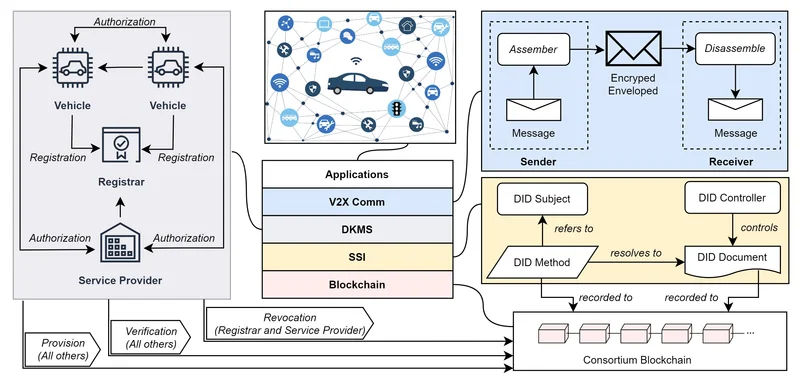 Authorization
Vehicle
Vehicle
Registration
Registration
Registrar
Authorization
Authorization
Service Provider
Provision
(All others)
Verification
(All others)
Revocation
(Registrar and Service Provider)
Applications
V2X Comm
DKMS
SSI
Blockchain
Assember
Encryped
Enveloped
Disassemble
Message
Message
Sender
Receiver
DID Subject
DID Controller
refers to
controls
DID Method
resolves to
DID Document
recorded to
recorded to
...
Consortium Blockchain